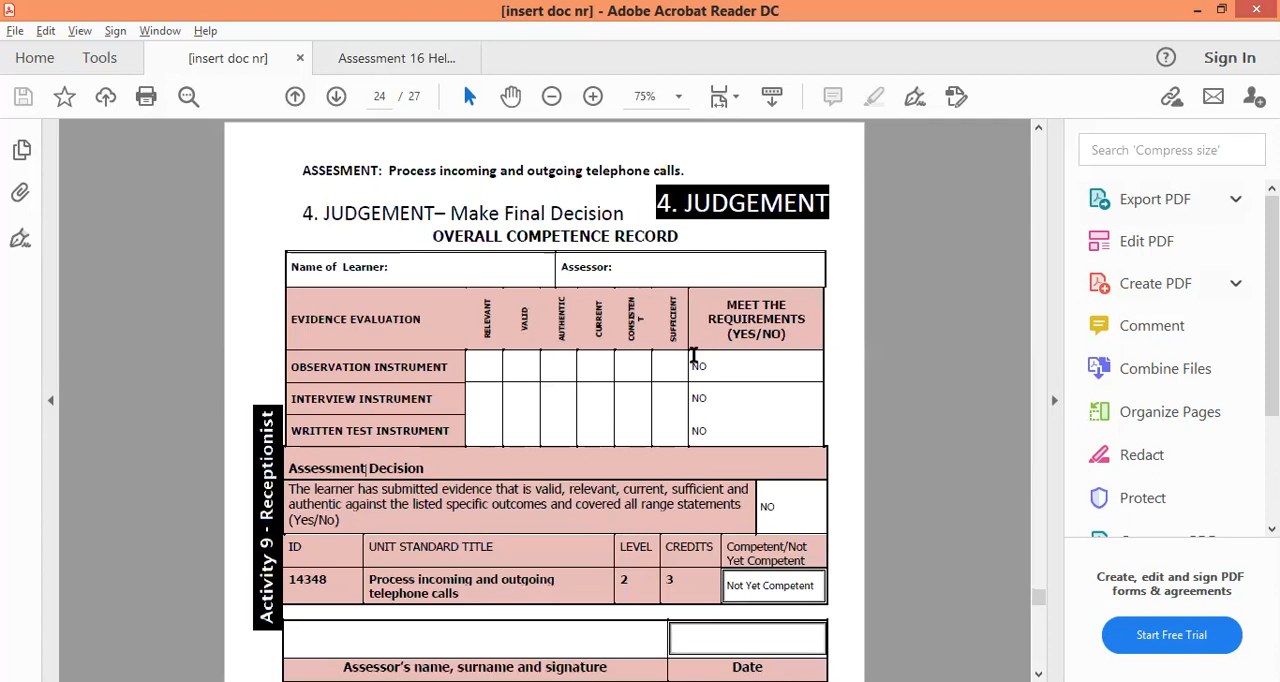 [insert doc nr] - Adobe Acrobat Reader DC
File Edit View Sign Window Help
Home Tools [insert doc nr] × Assessment 16 Hel... ? Sign In
24 / 27 75%
ASSESMENT: Process incoming and outgoing telephone calls.
4. JUDGEMENT
4. JUDGEMENT– Make Final Decision
OVERALL COMPETENCE RECORD
Name of Learner: Assessor:
EVIDENCE EVALUATION RELEVANT VALID AUTHENTIC CURRENT CONSISTEN T SUFFICIENT
MEET THE
REQUIREMENTS
(YES/NO)
OBSERVATION INSTRUMENT NO
INTERVIEW INSTRUMENT NO
WRITTEN TEST INSTRUMENT NO
Assessment Decision
The learner has submitted evidence that is valid, relevant, current, sufficient and
authentic against the listed specific outcomes and covered all range statements
(Yes/No)
NO
ID UNIT STANDARD TITLE LEVEL CREDITS Competent/Not
Yet Competent
14348 Process incoming and outgoing 2 3 Not Yet Competent
telephone calls
Assessor's name, surname and signature Date
Activity 9 - Receptionist
Search 'Compress size'
Export PDF
Edit PDF
Create PDF
Comment
Combine Files
Organize Pages
Redact
Protect
Create, edit and sign PDF
forms & agreements
Start Free Trial